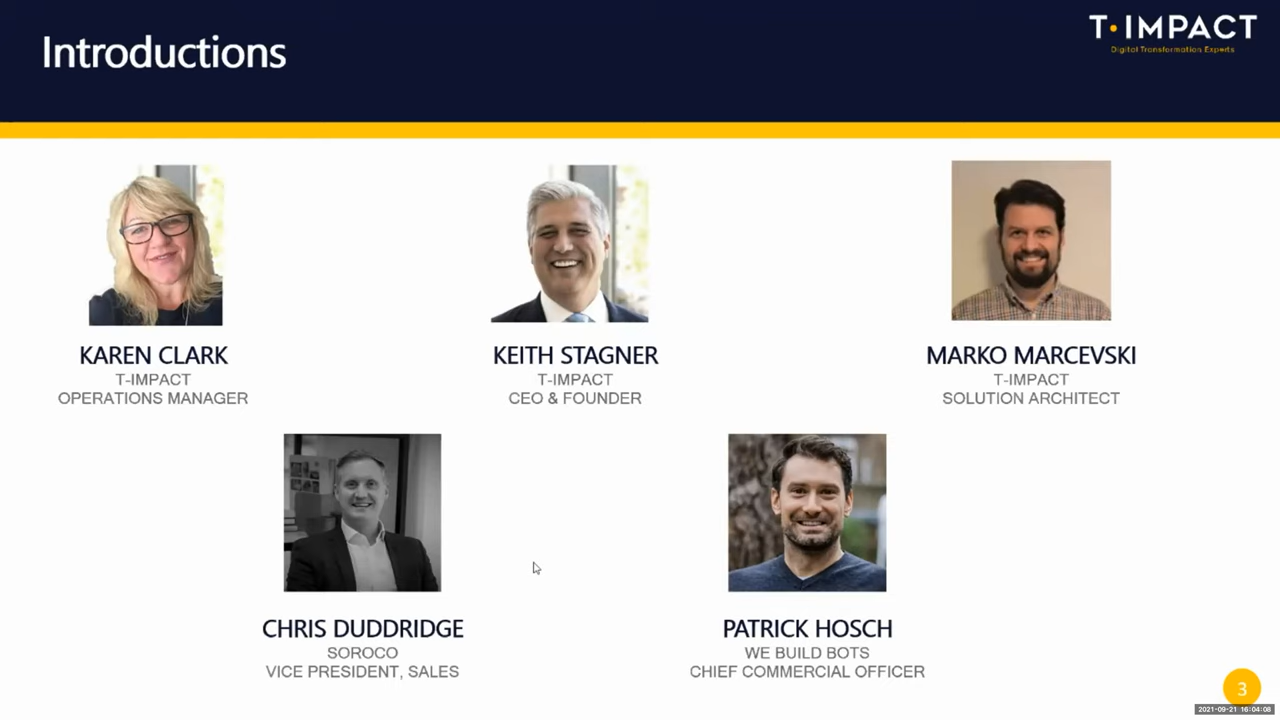 Introductions
T·IMPACT
Digital Transformation Experts
KAREN CLARK
T-IMPACT
OPERATIONS MANAGER
KEITH STAGNER
T-IMPACT
CEO & FOUNDER
MARKO MARCEVSKI
T-IMPACT
SOLUTION ARCHITECT
CHRIS DUDDRIDGE
SOROCO
VICE PRESIDENT, SALES
PATRICK HOSCH
WE BUILD BOTS
CHIEF COMMERCIAL OFFICER
3
2021-09-21 16:04:08